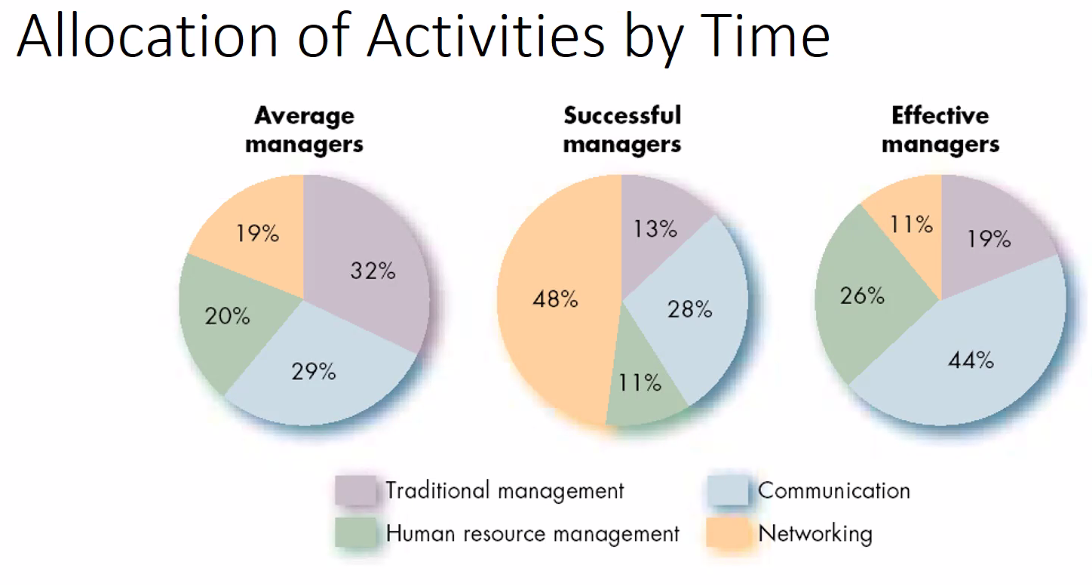 Allocation of Activities by Time
Average
managers
Successful
managers
Effective
managers
19%
32%
20%
29%
13%
48%
28%
11%
11%
19%
26%
44%
Traditional management
Communication
Human resource management
Networking